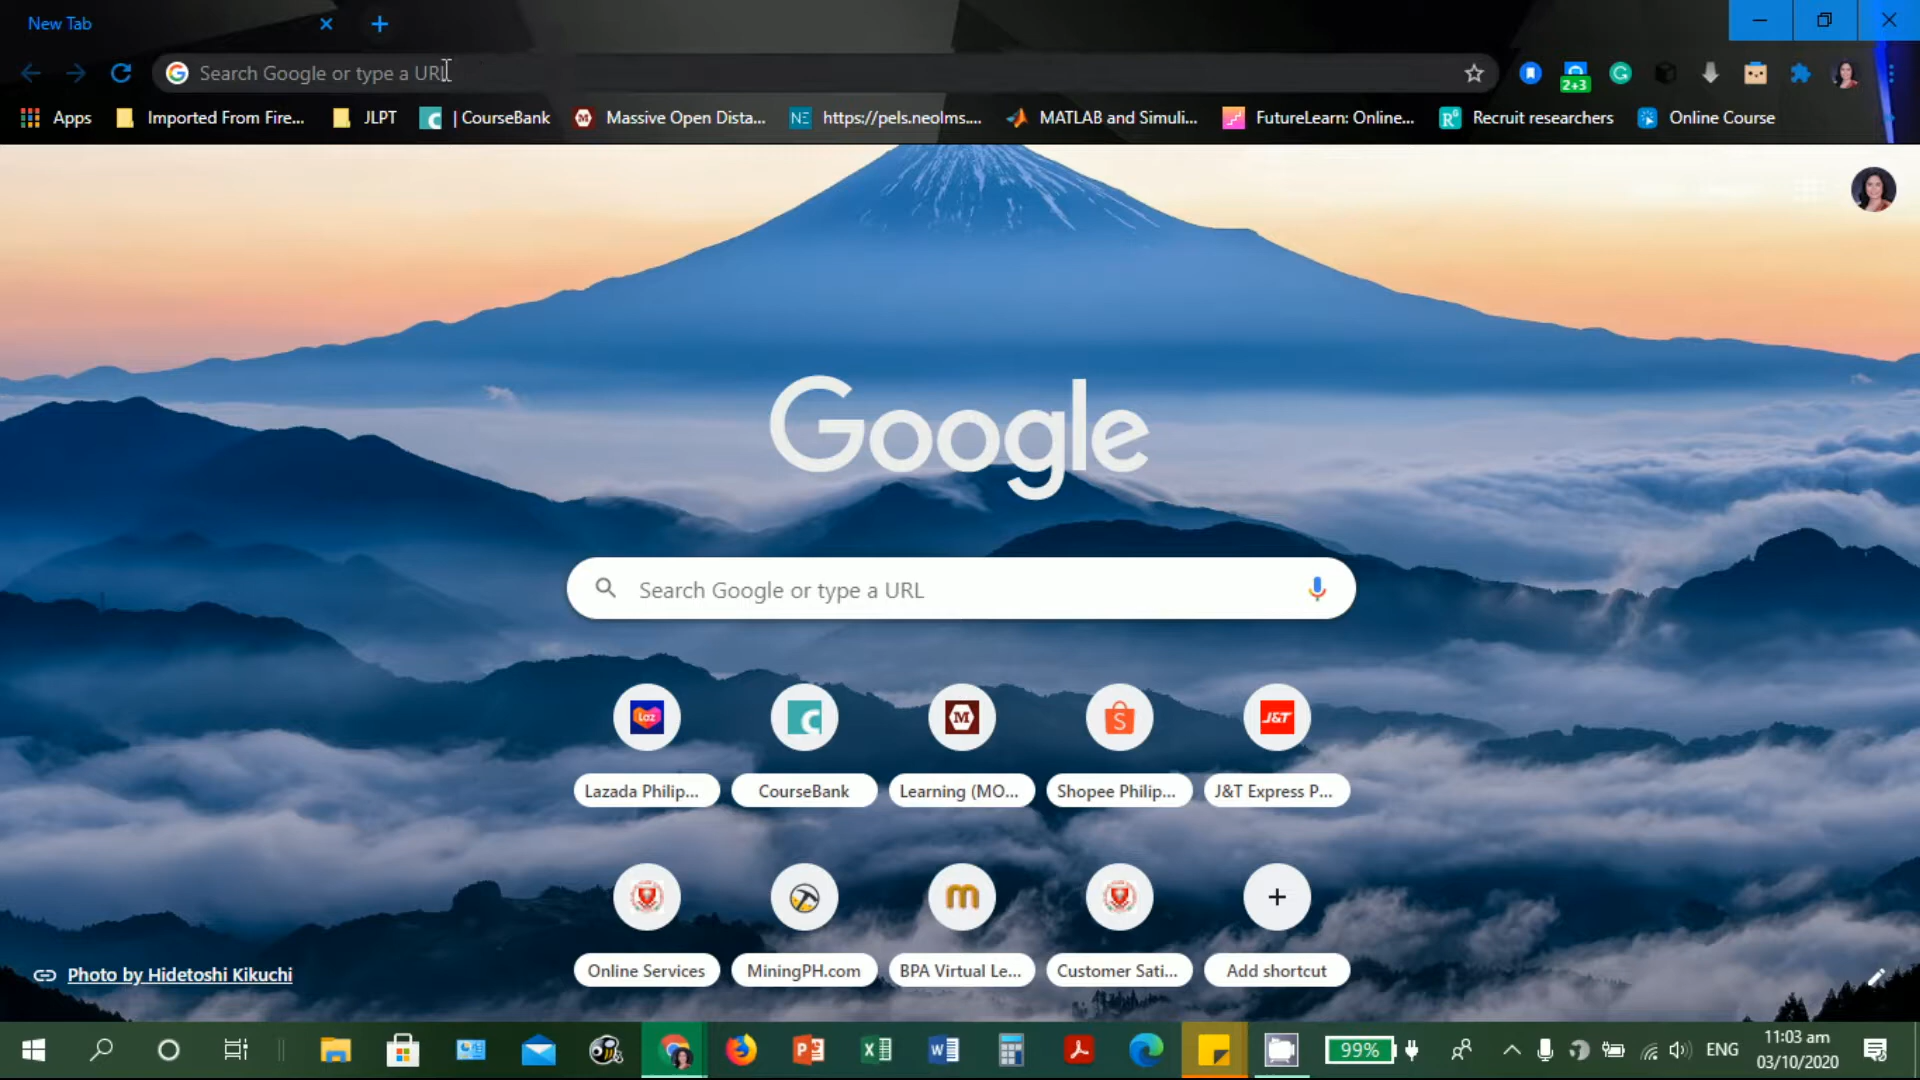 New Tab
Search Google or type a URL
2+3
Apps
Imported From Fire...
JLPT
| CourseBank
Massive Open Dista...
https://pels.neolms....
MATLAB and Simuli...
FutureLearn: Online...
Recruit researchers
Online Course
Google
Search Google or type a URL
Lazada Philip...
CourseBank
Learning (MO...
Shopee Philip...
J&T Express P...
Online Services
MiningPH.com
BPA Virtual Le...
Customer Sati...
Add shortcut
Photo by Hidetoshi Kikuchi
99%
ENG
11:03 am
03/10/2020